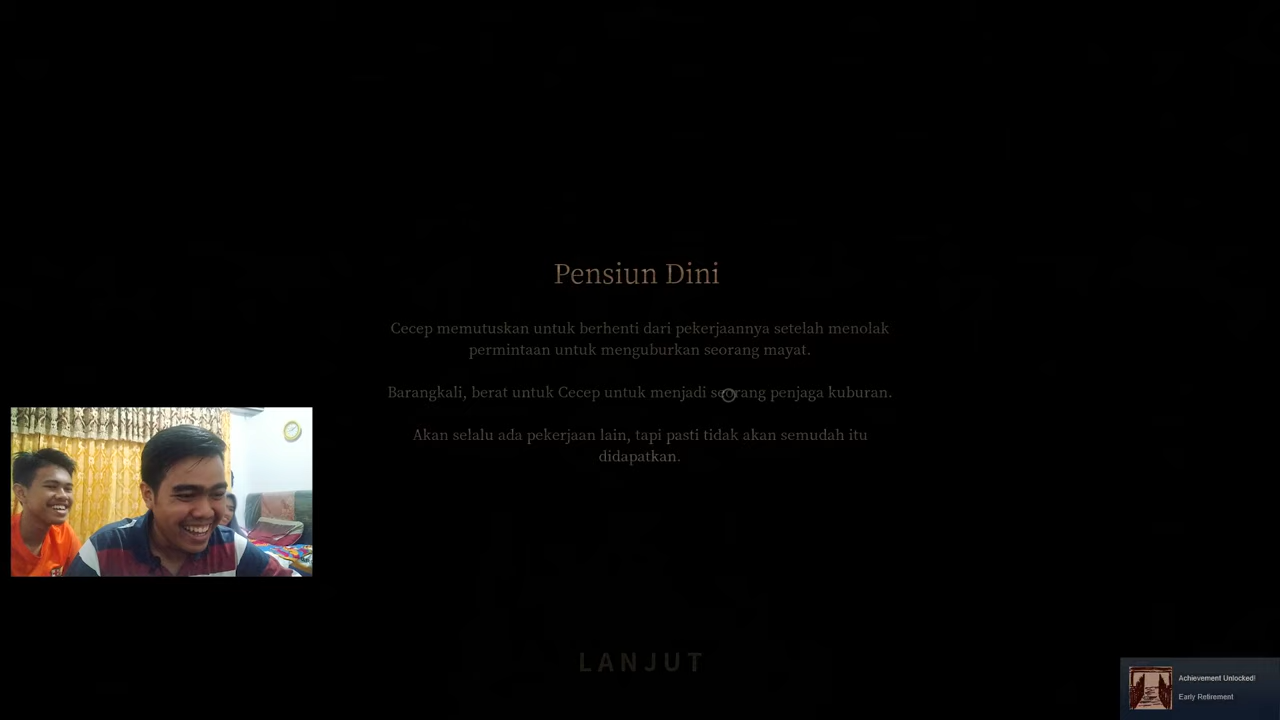 Pensiun Dini
Cecep memutuskan untuk berhenti dari pekerjaannya setelah menolak
permintaan untuk menguburkan seorang mayat.
Barangkali, berat untuk Cecep untuk menjadi seorang penjaga kuburan.
Akan selalu ada pekerjaan lain, tapi pasti tidak akan semudah itu
didapatkan.
LANJUT
Achievement Unlocked!
Early Retirement